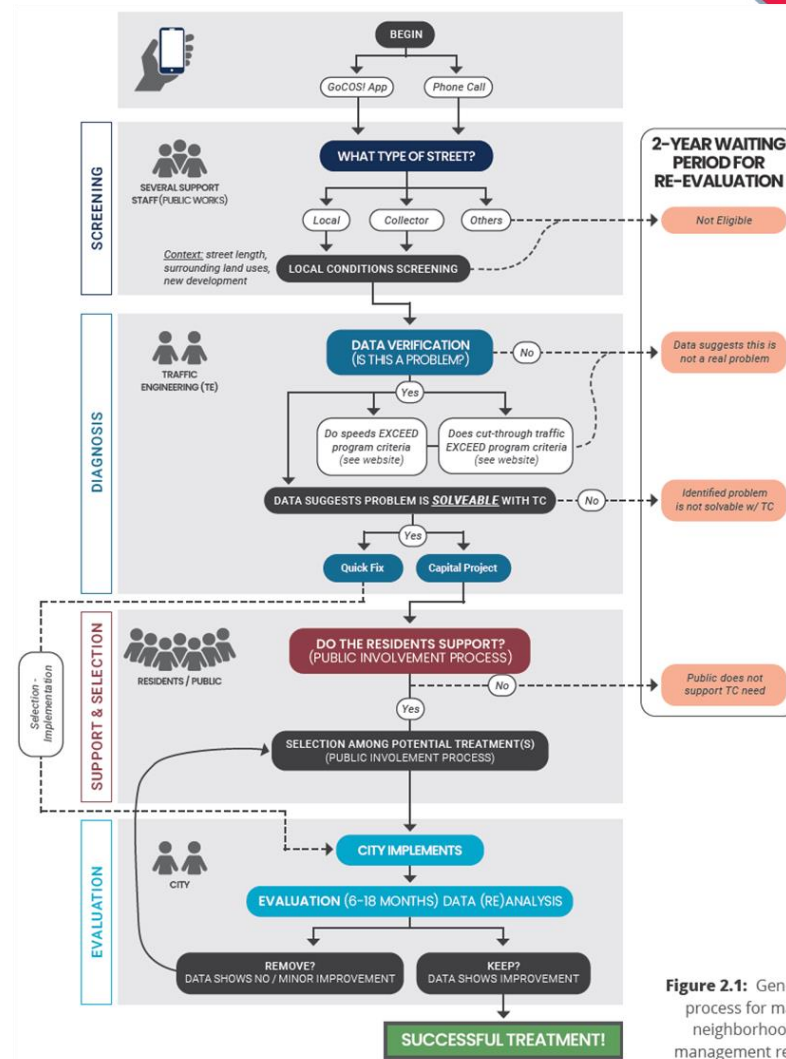 BEGIN
GoCOS! App
Phone Call
SCREENING
SEVERAL SUPPORT
STAFF (PUBLIC WORKS)
WHAT TYPE OF STREET?
Local
Collector
Others
Context: street length,
surrounding land uses,
new development
LOCAL CONDITIONS SCREENING
2-YEAR WAITING
PERIOD FOR
RE-EVALUATION
Not Eligible
DIAGNOSIS
TRAFFIC
ENGINEERING (TE)
DATA VERIFICATION
(IS THIS A PROBLEM?)
No
Data suggests this is
not a real problem
Yes
Do speeds EXCEED
program criteria
(see website)
Does cut-through traffic
EXCEED program criteria
(see website)
DATA SUGGESTS PROBLEM IS SOLVEABLE WITH TC
No
Identified problem
is not solvable w/ TC
Yes
Quick Fix
Capital Project
Selection -
Implementation
SUPPORT & SELECTION
RESIDENTS / PUBLIC
DO THE RESIDENTS SUPPORT?
(PUBLIC INVOLVEMENT PROCESS)
No
Public does not
support TC need
Yes
SELECTION AMONG POTENTIAL TREATMENT(S)
(PUBLIC INVOLEMENT PROCESS)
EVALUATION
CITY
CITY IMPLEMENTS
EVALUATION (6-18 MONTHS) DATA (RE)ANALYSIS
REMOVE?
DATA SHOWS NO / MINOR IMPROVEMENT
KEEP?
DATA SHOWS IMPROVEMENT
SUCCESSFUL TREATMENT!
Figure 2.1: Gen
process for ma
neighborhoo
management re